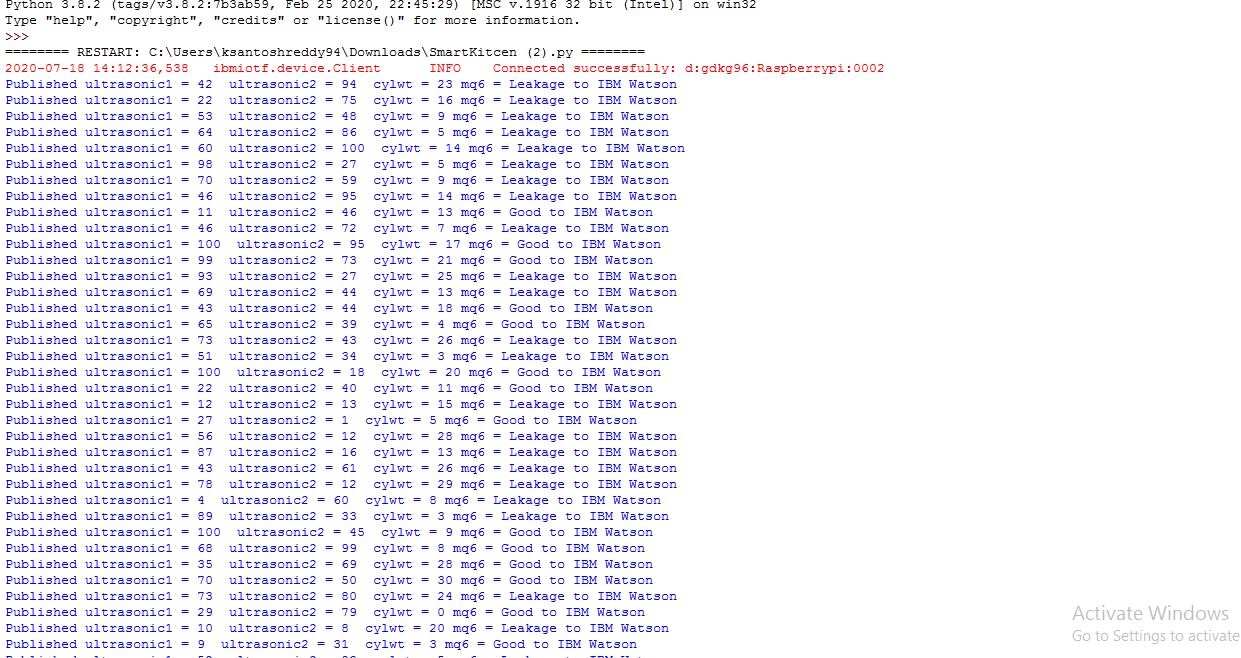 Python 3.8.2 (tags/v3.8.2:7b3ab59, Feb 25 2020, 22:45:29) [MSC v.1916 32 bit (Intel)] on win32
Type "help", "copyright", "credits" or "license()" for more information.
>>>
======== RESTART: C:\Users\ksantoshreddy94\Downloads\SmartKitcen (2).py ========
2020-07-18 14:12:36,538   ibmiotf.device.Client      INFO    Connected successfully: d:gdkg96:Raspberrypi:0002
Published ultrasonic1 = 42  ultrasonic2 = 94  cylwt = 23 mq6 = Leakage to IBM Watson
Published ultrasonic1 = 22  ultrasonic2 = 75  cylwt = 16 mq6 = Leakage to IBM Watson
Published ultrasonic1 = 53  ultrasonic2 = 48  cylwt = 9 mq6 = Leakage to IBM Watson
Published ultrasonic1 = 64  ultrasonic2 = 86  cylwt = 5 mq6 = Leakage to IBM Watson
Published ultrasonic1 = 60  ultrasonic2 = 100  cylwt = 14 mq6 = Leakage to IBM Watson
Published ultrasonic1 = 98  ultrasonic2 = 27  cylwt = 5 mq6 = Leakage to IBM Watson
Published ultrasonic1 = 70  ultrasonic2 = 59  cylwt = 9 mq6 = Leakage to IBM Watson
Published ultrasonic1 = 46  ultrasonic2 = 95  cylwt = 14 mq6 = Leakage to IBM Watson
Published ultrasonic1 = 11  ultrasonic2 = 46  cylwt = 13 mq6 = Good to IBM Watson
Published ultrasonic1 = 46  ultrasonic2 = 72  cylwt = 7 mq6 = Leakage to IBM Watson
Published ultrasonic1 = 100  ultrasonic2 = 95  cylwt = 17 mq6 = Good to IBM Watson
Published ultrasonic1 = 99  ultrasonic2 = 73  cylwt = 21 mq6 = Good to IBM Watson
Published ultrasonic1 = 93  ultrasonic2 = 27  cylwt = 25 mq6 = Leakage to IBM Watson
Published ultrasonic1 = 69  ultrasonic2 = 44  cylwt = 13 mq6 = Leakage to IBM Watson
Published ultrasonic1 = 43  ultrasonic2 = 44  cylwt = 18 mq6 = Good to IBM Watson
Published ultrasonic1 = 65  ultrasonic2 = 39  cylwt = 4 mq6 = Good to IBM Watson
Published ultrasonic1 = 73  ultrasonic2 = 43  cylwt = 26 mq6 = Leakage to IBM Watson
Published ultrasonic1 = 51  ultrasonic2 = 34  cylwt = 3 mq6 = Leakage to IBM Watson
Published ultrasonic1 = 100  ultrasonic2 = 18  cylwt = 20 mq6 = Good to IBM Watson
Published ultrasonic1 = 22  ultrasonic2 = 40  cylwt = 11 mq6 = Good to IBM Watson
Published ultrasonic1 = 12  ultrasonic2 = 13  cylwt = 15 mq6 = Leakage to IBM Watson
Published ultrasonic1 = 27  ultrasonic2 = 1  cylwt = 5 mq6 = Good to IBM Watson
Published ultrasonic1 = 56  ultrasonic2 = 12  cylwt = 28 mq6 = Leakage to IBM Watson
Published ultrasonic1 = 87  ultrasonic2 = 16  cylwt = 13 mq6 = Leakage to IBM Watson
Published ultrasonic1 = 43  ultrasonic2 = 61  cylwt = 26 mq6 = Leakage to IBM Watson
Published ultrasonic1 = 78  ultrasonic2 = 12  cylwt = 29 mq6 = Leakage to IBM Watson
Published ultrasonic1 = 4  ultrasonic2 = 60  cylwt = 8 mq6 = Leakage to IBM Watson
Published ultrasonic1 = 89  ultrasonic2 = 33  cylwt = 3 mq6 = Leakage to IBM Watson
Published ultrasonic1 = 100  ultrasonic2 = 45  cylwt = 9 mq6 = Good to IBM Watson
Published ultrasonic1 = 68  ultrasonic2 = 99  cylwt = 8 mq6 = Good to IBM Watson
Published ultrasonic1 = 35  ultrasonic2 = 69  cylwt = 28 mq6 = Good to IBM Watson
Published ultrasonic1 = 70  ultrasonic2 = 50  cylwt = 30 mq6 = Good to IBM Watson
Published ultrasonic1 = 73  ultrasonic2 = 80  cylwt = 24 mq6 = Leakage to IBM Watson
Published ultrasonic1 = 29  ultrasonic2 = 79  cylwt = 0 mq6 = Good to IBM Watson
Published ultrasonic1 = 10  ultrasonic2 = 8  cylwt = 20 mq6 = Leakage to IBM Watson
Published ultrasonic1 = 9  ultrasonic2 = 31  cylwt = 3 mq6 = Good to IBM Watson
Activate Windows
Go to Settings to activate